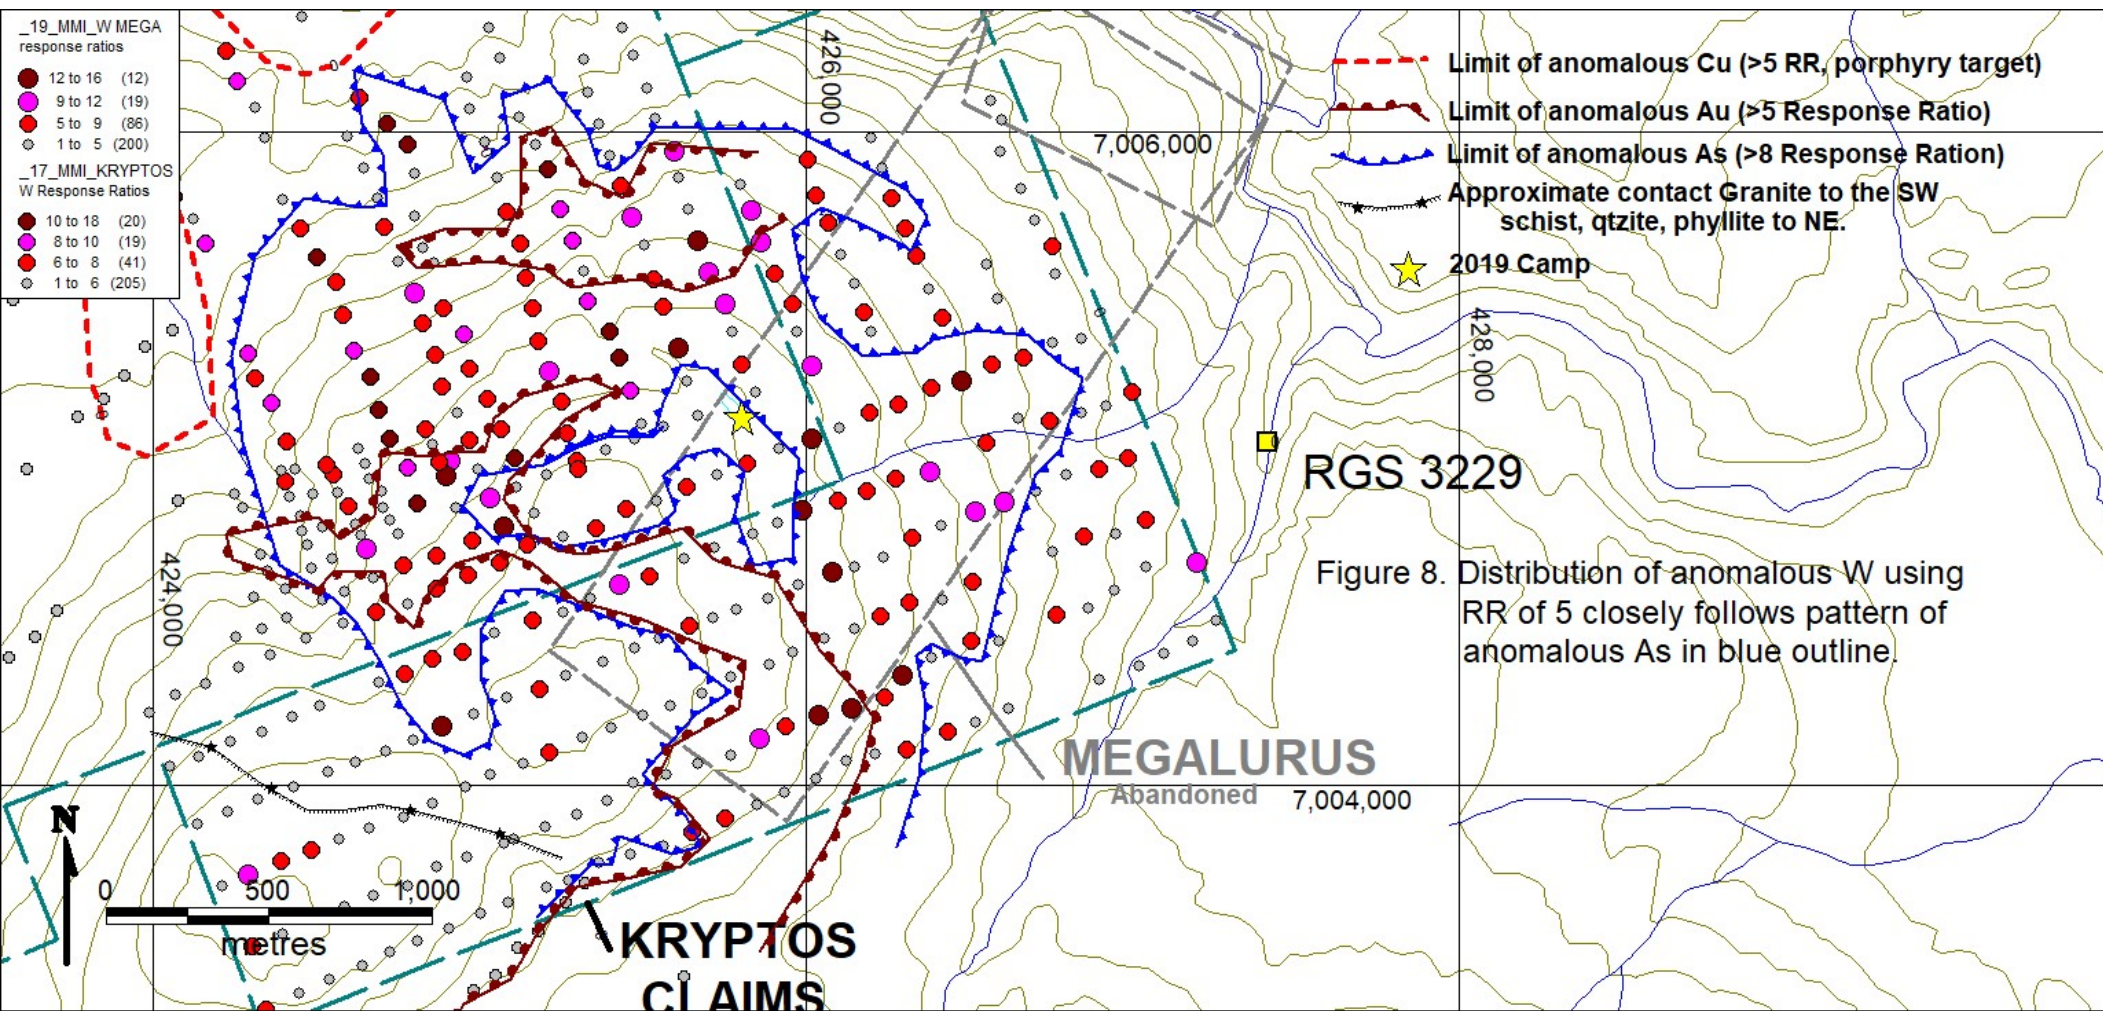 _19_MMI_W MEGA
response ratios
12 to 16 (12)
9 to 12 (19)
5 to 9 (86)
1 to 5 (200)
_17_MMI_KRYPTOS
W Response Ratios
10 to 18 (20)
8 to 10 (19)
6 to 8 (41)
1 to 6 (205)
426,000
7,006,000
Limit of anomalous Cu (>5 RR, porphyry target)
Limit of anomalous Au (>5 Response Ratio)
Limit of anomalous As (>8 Response Ration)
Approximate contact Granite to the SW
schist, qtzite, phyllite to NE.
2019 Camp
428,000
RGS 3229
424,000
Figure 8. Distribution of anomalous W using
RR of 5 closely follows pattern of
anomalous As in blue outline.
MEGALURUS
Abandoned
7,004,000
N
0 500 1,000
metres
KRYPTOS
CLAIMS